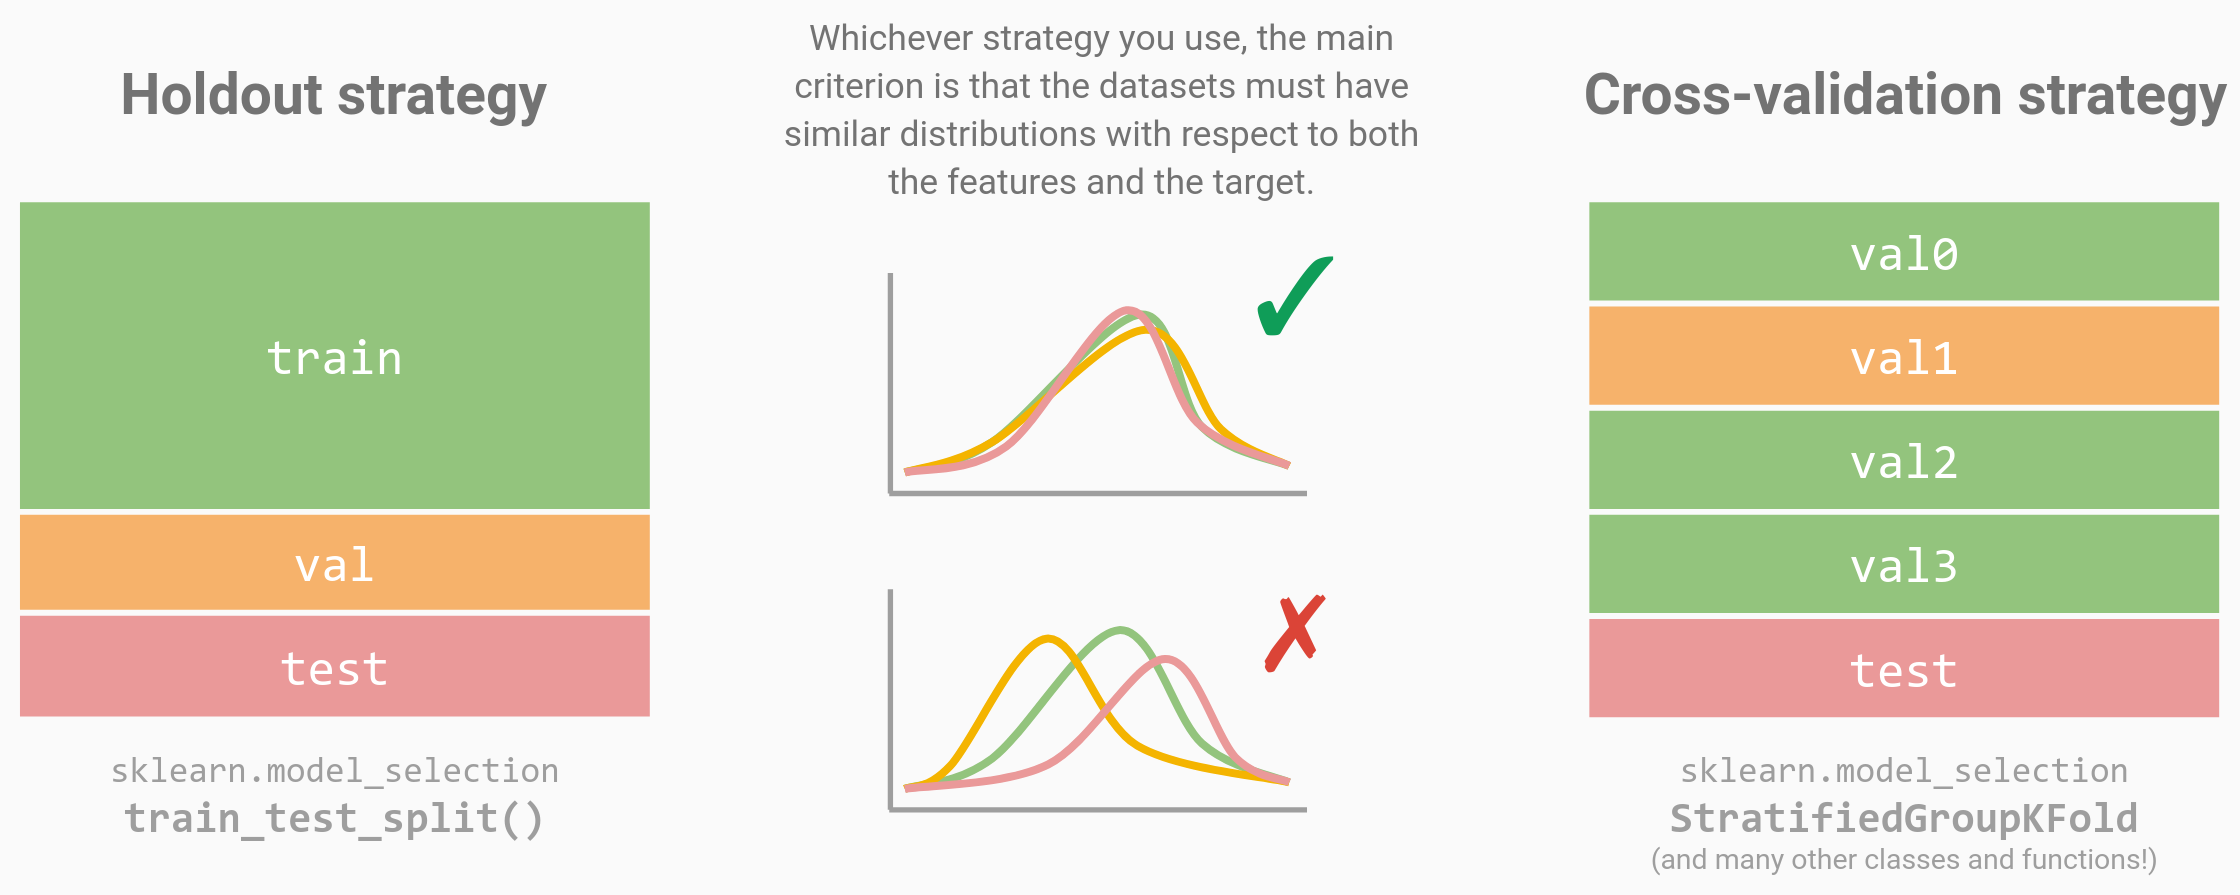 Holdout strategy
train
val
test
sklearn.model_selection
train_test_split()
Whichever strategy you use, the main
criterion is that the datasets must have
similar distributions with respect to both
the features and the target.
Cross-validation strategy
val0
val1
val2
val3
test
sklearn.model_selection
StratifiedGroupKFold
(and many other classes and functions!)